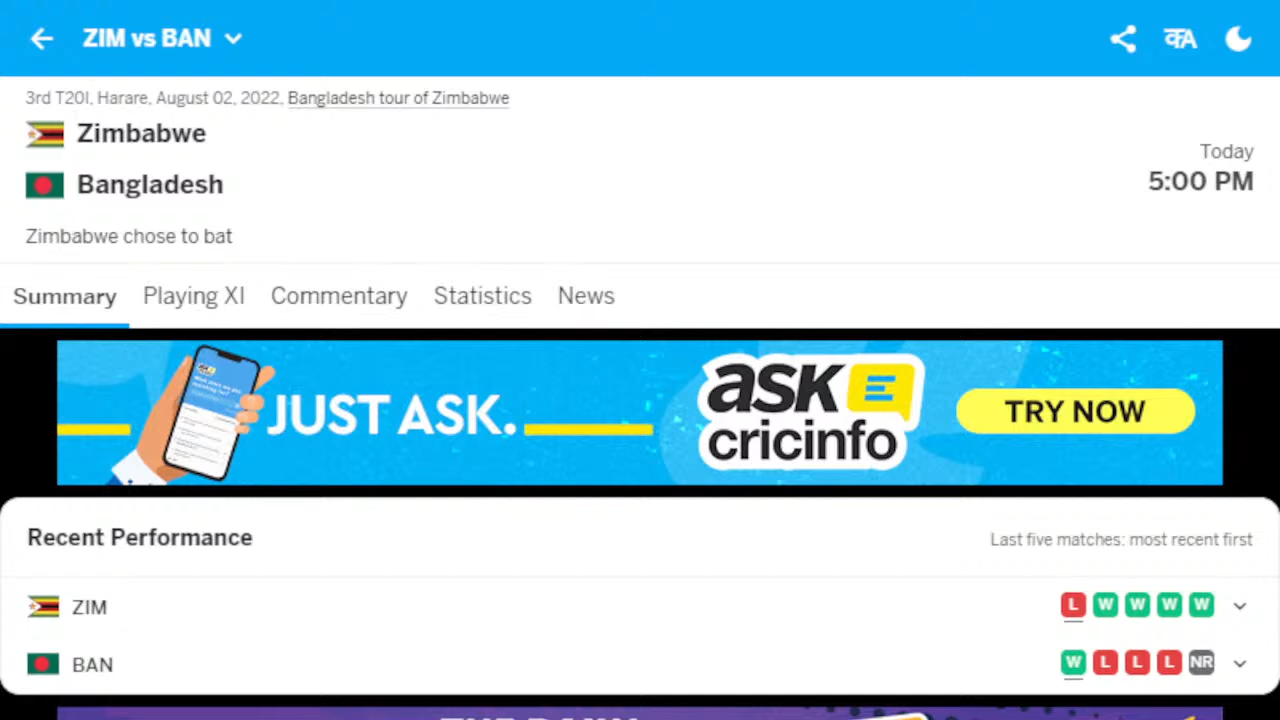 ZIM vs BAN
कA
3rd T20I, Harare, August 02, 2022, Bangladesh tour of Zimbabwe
Zimbabwe
Bangladesh
Today
5:00 PM
Zimbabwe chose to bat
Summary Playing XI Commentary Statistics News
JUST ASK.
ask
cricinfo
TRY NOW
Recent Performance
Last five matches: most recent first
ZIM L W W W W
BAN W L L L NR